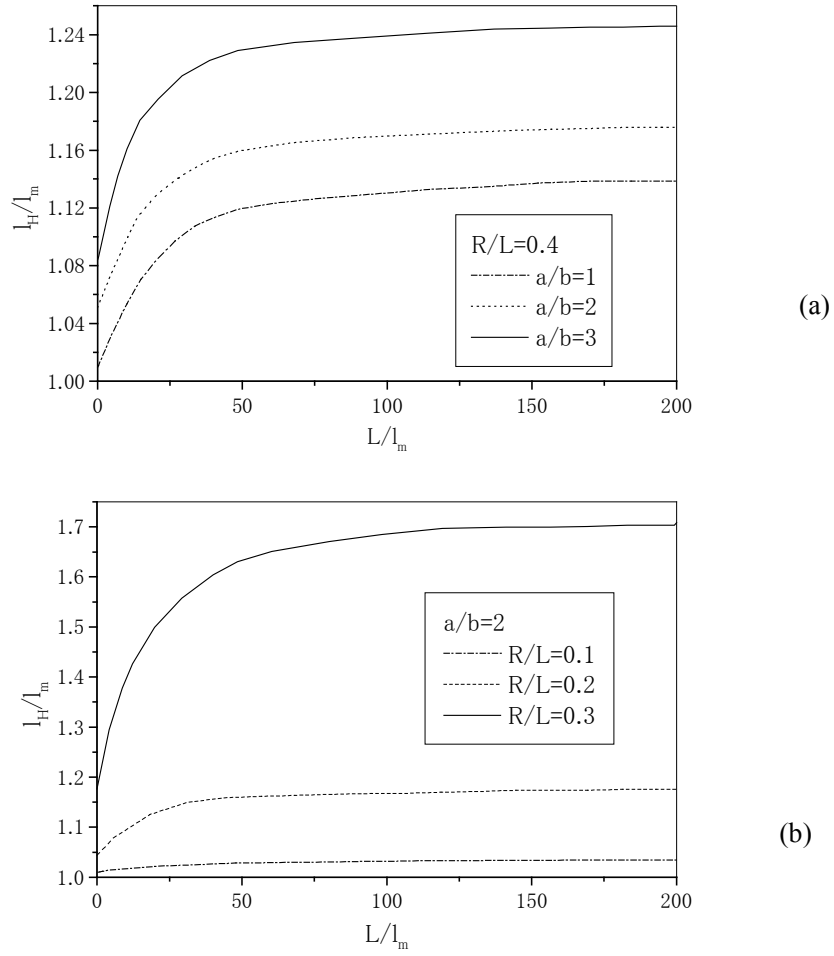 1.24
1.20
1.16
1.12
1.08
1.04
1.00
l_H/l_m
0 50 100 150 200
L/l_m
R/L=0.4
a/b=1
a/b=2
a/b=3
(a)
1.7
1.6
1.5
1.4
1.3
1.2
1.1
1.0
l_H/l_m
0 50 100 150 200
L/l_m
a/b=2
R/L=0.1
R/L=0.2
R/L=0.3
(b)